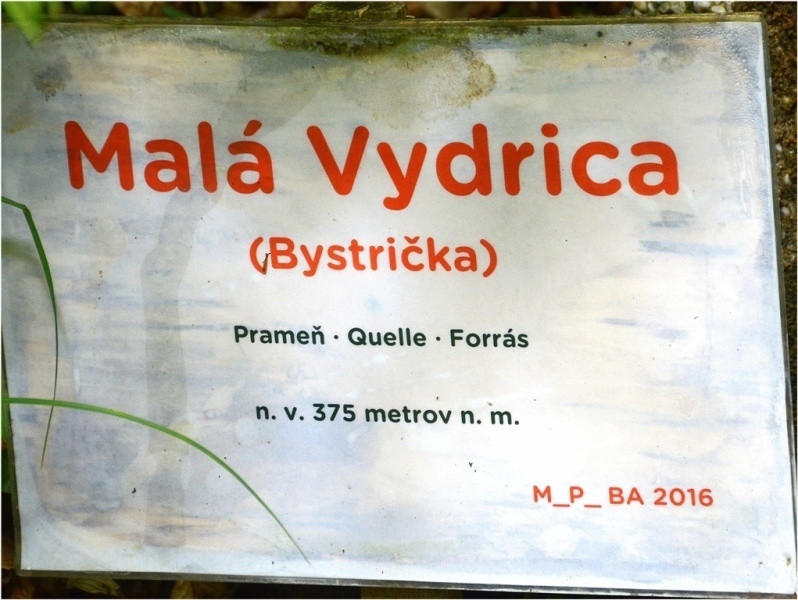 Malá Vydrica
(Bystrička)
Prameň · Quelle · Forrás
n. v. 375 metrov n. m.
M_P_ BA 2016